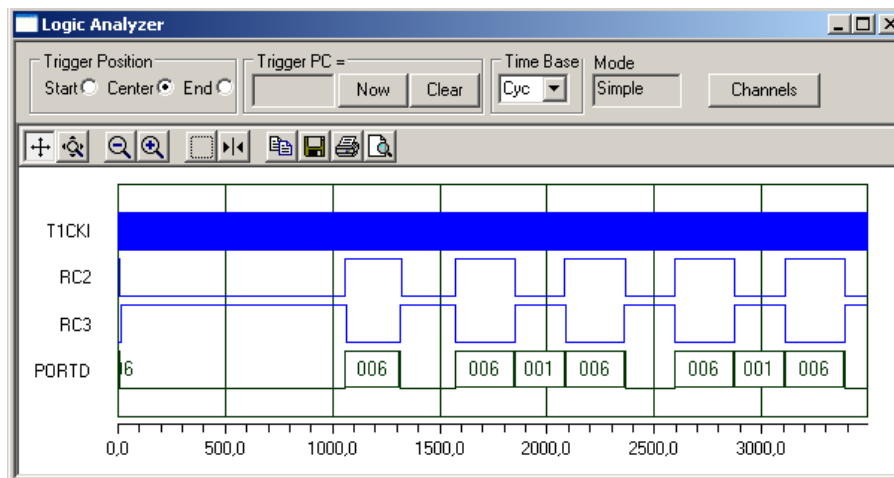 Logic Analyzer
Trigger Position
Start Center End
Trigger PC =
Now Clear
Time Base
Cyc
Mode
Simple
Channels
T1CKI
RC2
RC3
PORTD 6 006 006 001 006 006 001 006
0,0 500,0 1000,0 1500,0 2000,0 2500,0 3000,0